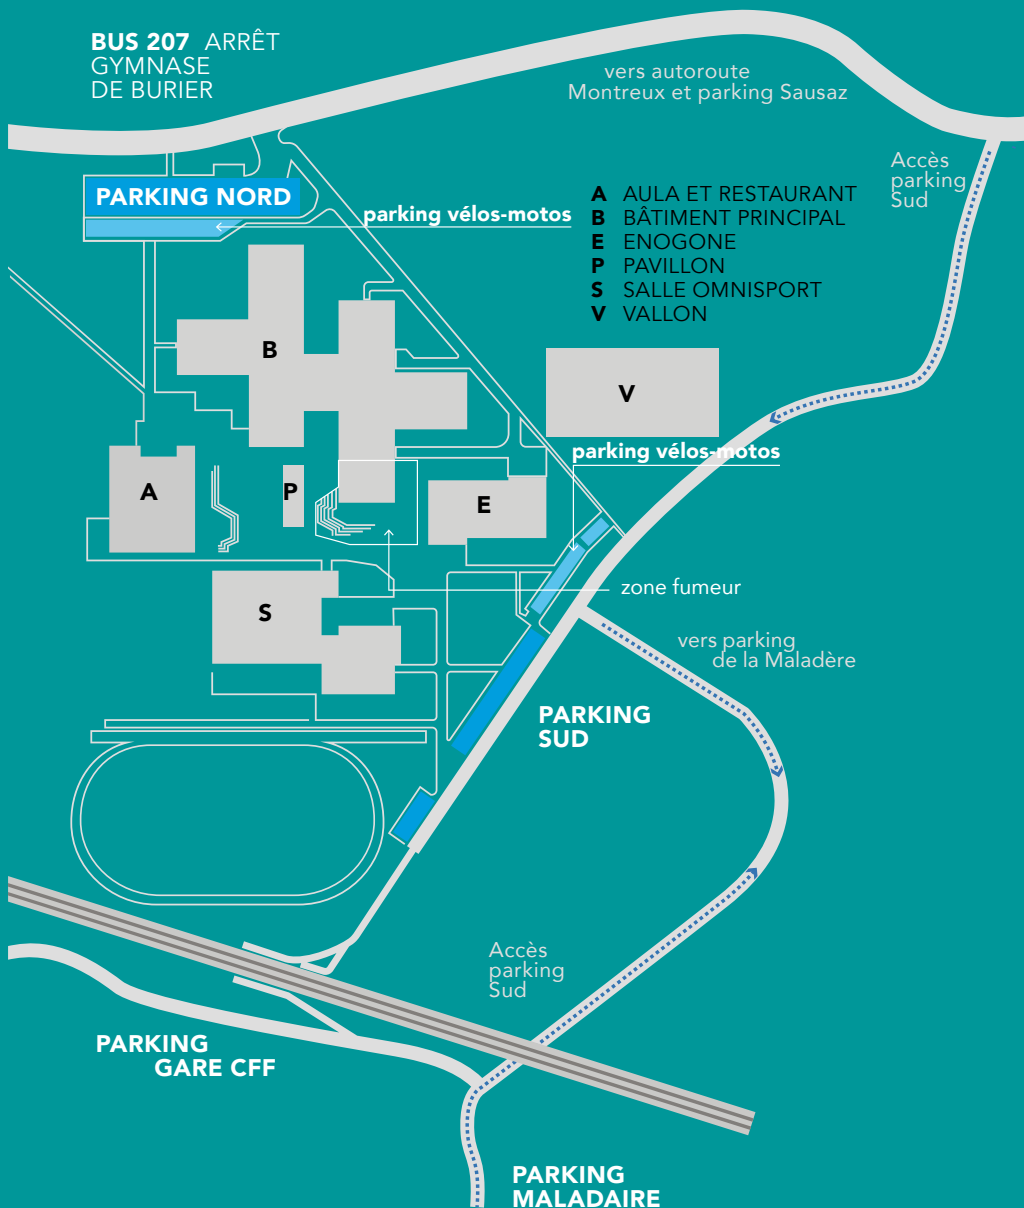 BUS 207 ARRÊT
GYMNASE
DE BURIER
vers autoroute
Montreux et parking Sausaz
Accès
parking
Sud
PARKING NORD
parking vélos-motos
A AULA ET RESTAURANT
B BÂTIMENT PRINCIPAL
E ENOGONE
P PAVILLON
S SALLE OMNISPORT
V VALLON
B
V
parking vélos-motos
A
P
E
zone fumeur
S
vers parking
de la Maladère
PARKING
SUD
Accès
parking
Sud
PARKING
GARE CFF
PARKING
MALADAIRE